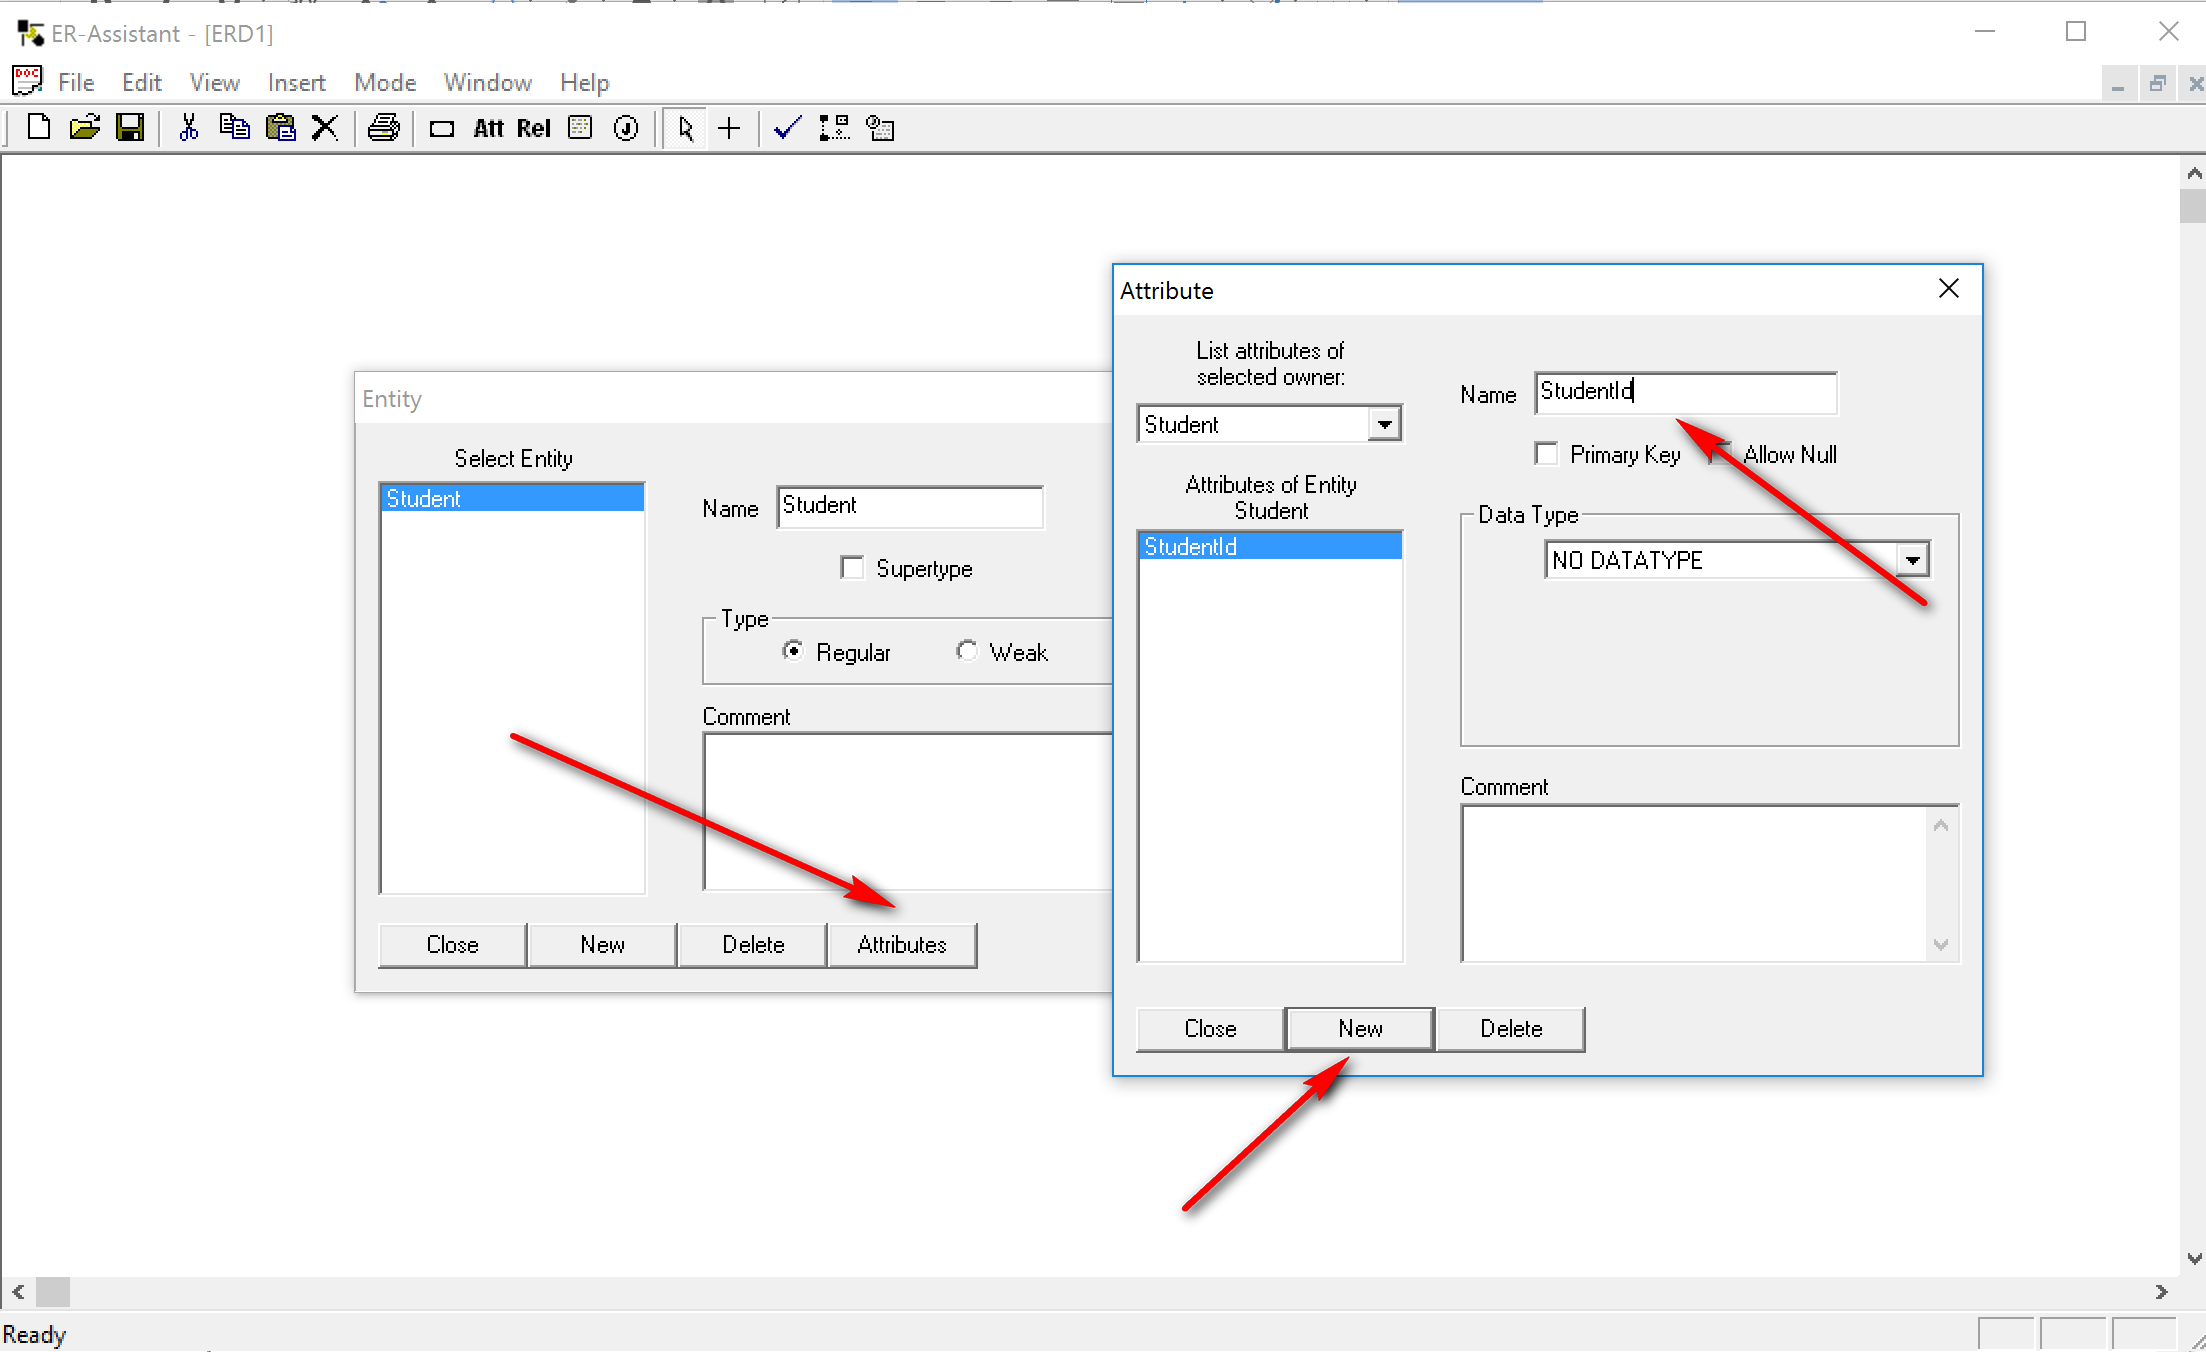 ER-Assistant - [ERD1]
DOC File Edit View Insert Mode Window Help
Att Rel
Attribute
List attributes of
selected owner:
Name StudentId
Student
Primary Key Allow Null
Attributes of Entity
Student
StudentId
Data Type
NO DATATYPE
Comment
Close New Delete
Entity
Select Entity
Student
Name Student
Supertype
Type
Regular Weak
Comment
Close New Delete Attributes
Ready